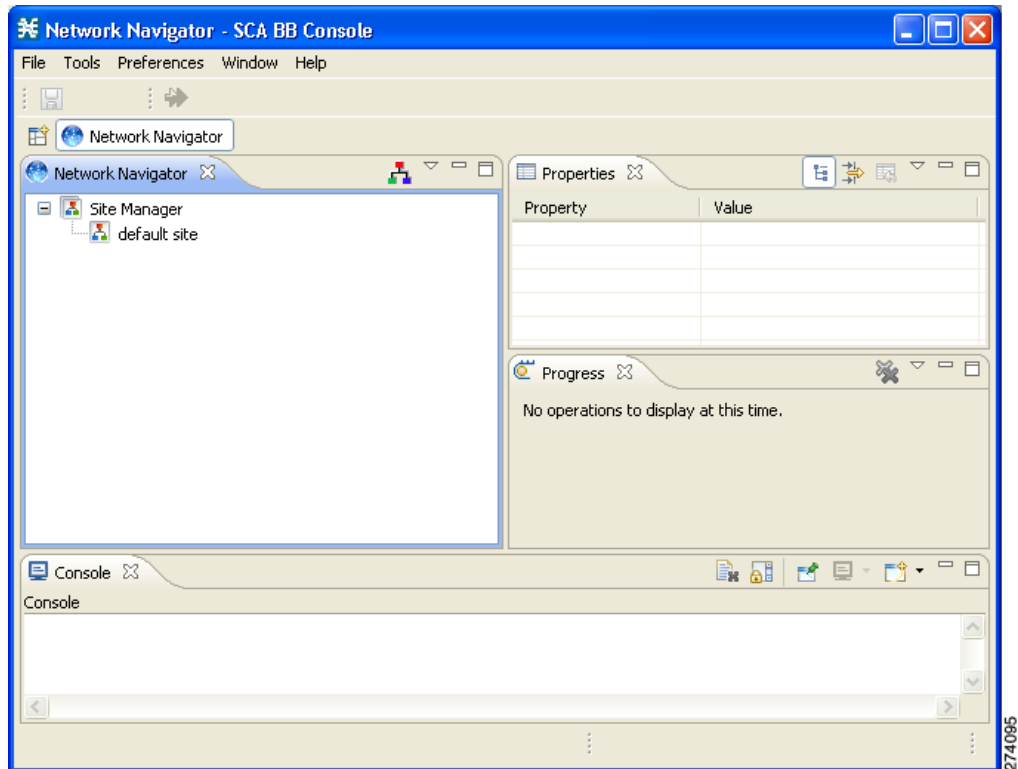 Network Navigator - SCA BB Console
File Tools Preferences Window Help
Network Navigator
Network Navigator
Site Manager
default site
Properties
Property Value
Progress
No operations to display at this time.
Console
Console
274095